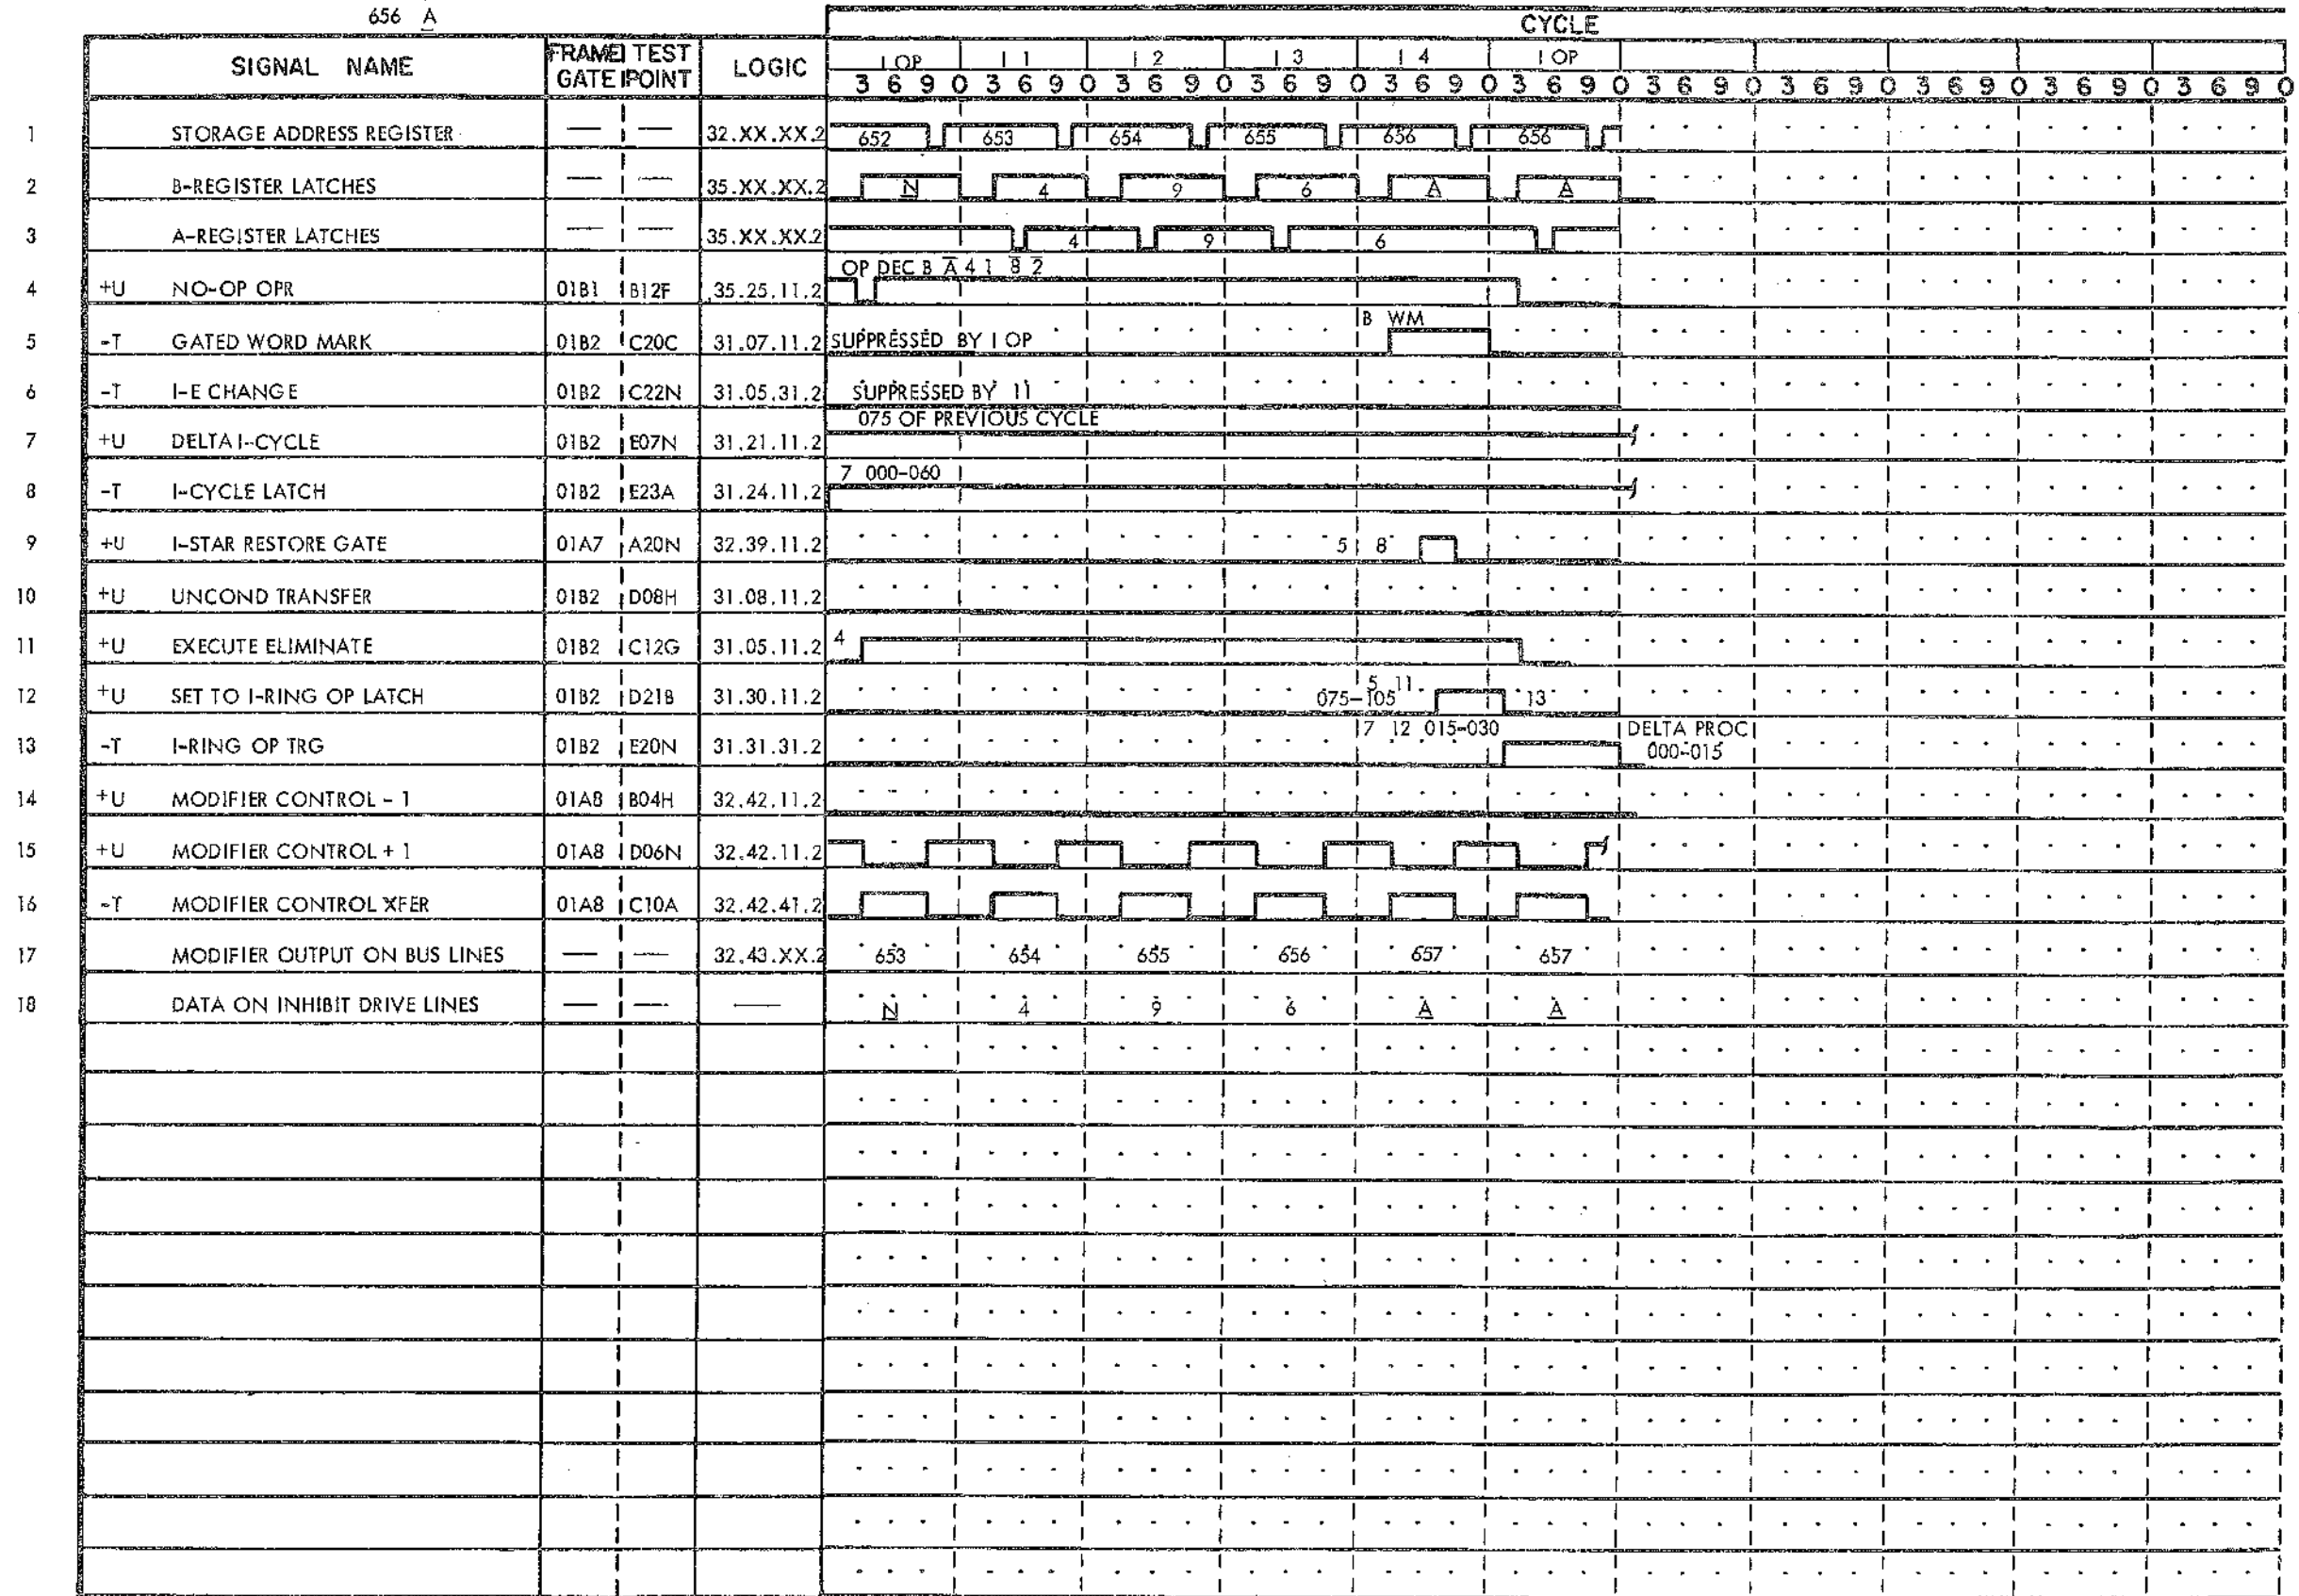 656 A
CYCLE
SIGNAL NAME FRAME GATE TEST POINT LOGIC I OP I 1 I 2 I 3 I 4 I OP
3 6 9 0 3 6 9 0 3 6 9 0 3 6 9 0 3 6 9 0 3 6 9 0 3 6 9 0 3 6 9 0 3 6 9 0 3 6 9 0 3 6 9 0
1 STORAGE ADDRESS REGISTER — — 32.XX.XX.2 652 653 654 655 656 656
2 B-REGISTER LATCHES — — 35.XX.XX.2 N 4 9 6 A A
3 A-REGISTER LATCHES — — 35.XX.XX.2 4 9 6
OP DEC B A̅ 4 1 8̅ 2̅
4 +U NO-OP OPR 01B1 B12F 35.25.11.2
B WM
5 -T GATED WORD MARK 01B2 C20C 31.07.11.2 SUPPRESSED BY I OP
6 -T I-E CHANGE 01B2 C22N 31.05.31.2 SUPPRESSED BY 11
075 OF PREVIOUS CYCLE
7 +U DELTA I-CYCLE 01B2 E07N 31.21.11.2
7 000-060
8 -T I-CYCLE LATCH 01B2 E23A 31.24.11.2
9 +U I-STAR RESTORE GATE 01A7 A20N 32.39.11.2 5 8
10 +U UNCOND TRANSFER 01B2 D08H 31.08.11.2
11 +U EXECUTE ELIMINATE 01B2 C12G 31.05.11.2 4
5 11
12 +U SET TO I-RING OP LATCH 01B2 D21B 31.30.11.2 075-105 13
7 12 015-030 DELTA PROC
13 -T I-RING OP TRG 01B2 E20N 31.31.31.2 000-015
14 +U MODIFIER CONTROL - 1 01A8 B04H 32.42.11.2
15 +U MODIFIER CONTROL + 1 01A8 D06N 32.42.11.2
16 -T MODIFIER CONTROL XFER 01A8 C10A 32.42.41.2
17 MODIFIER OUTPUT ON BUS LINES — — 32.43.XX.2 653 654 655 656 657 657
18 DATA ON INHIBIT DRIVE LINES — — — N 4 9 6 A A